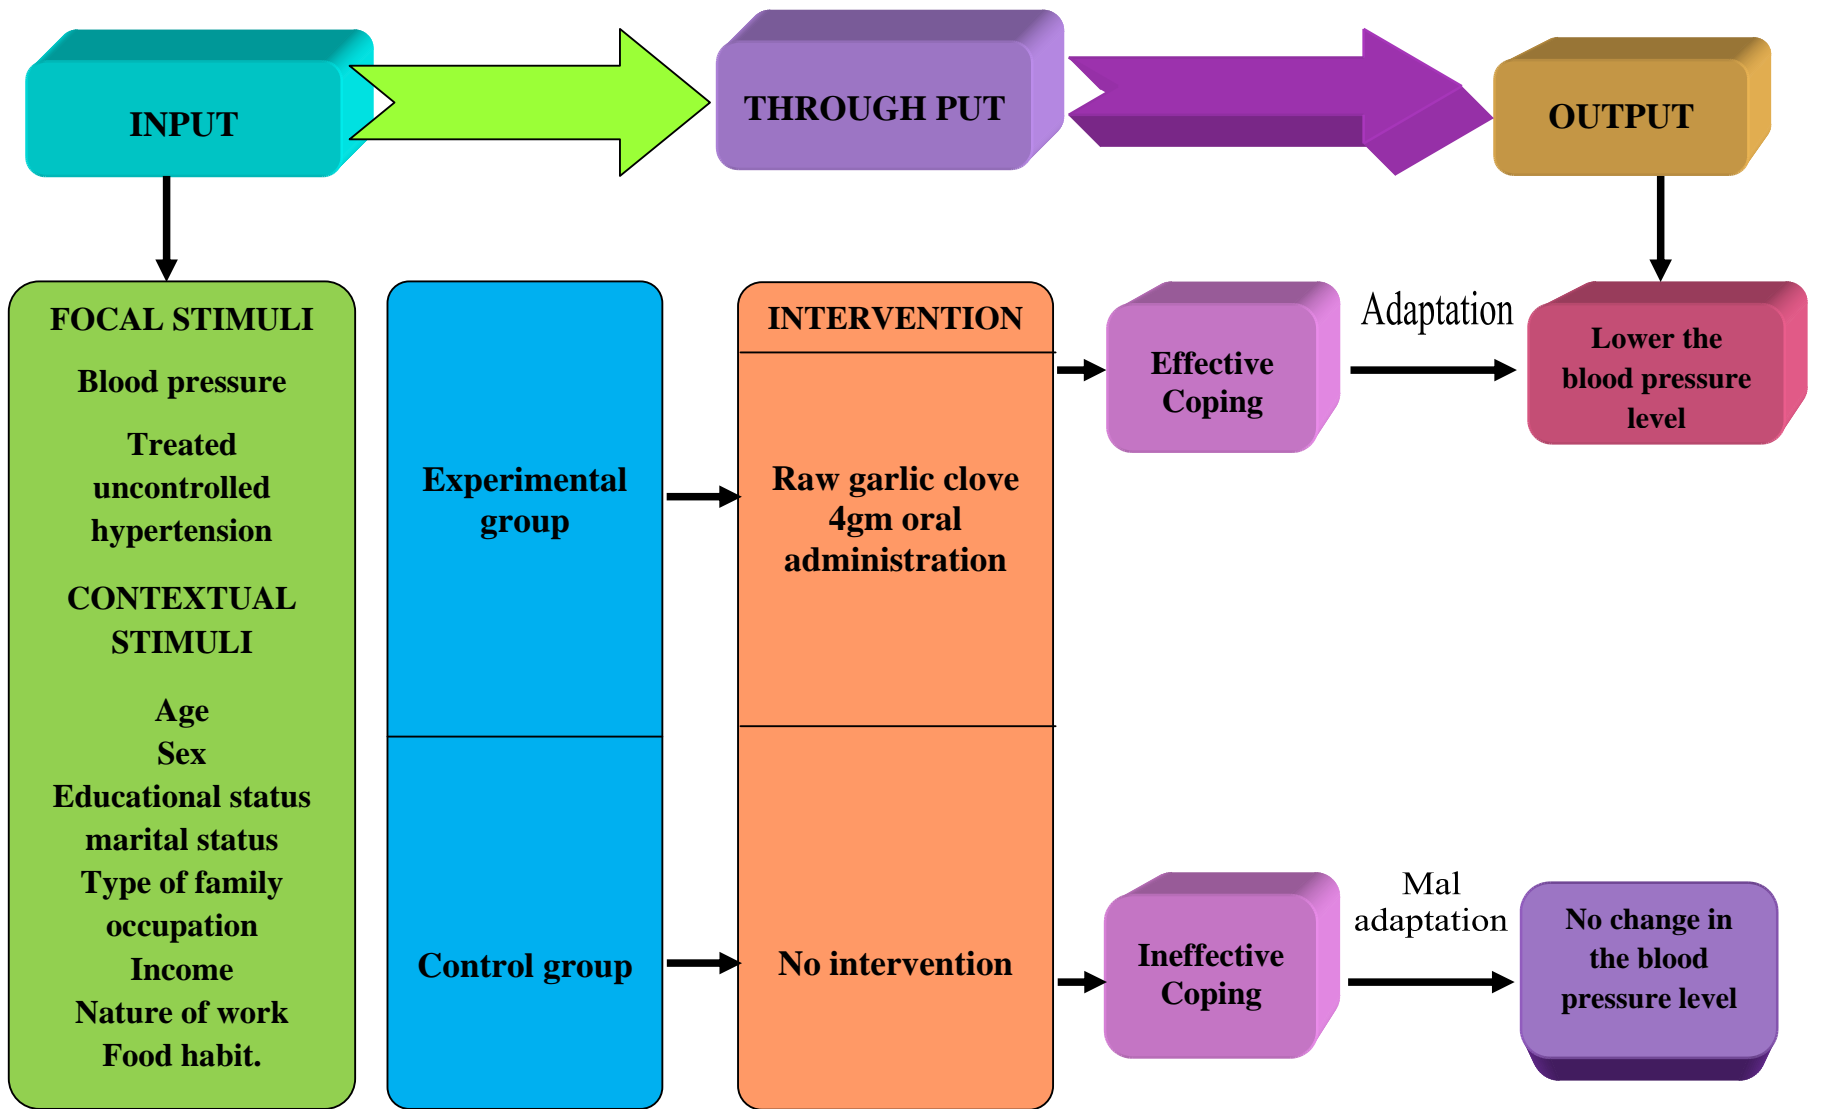 INPUT
THROUGH PUT
OUTPUT
FOCAL STIMULI
Blood pressure
Treated
uncontrolled
hypertension
CONTEXTUAL
STIMULI
Age
Sex
Educational status
marital status
Type of family
occupation
Income
Nature of work
Food habit.
Experimental
group
Control group
INTERVENTION
Raw garlic clove
4gm oral
administration
No intervention
Effective
Coping
Adaptation
Lower the
blood pressure
level
Ineffective
Coping
Mal
adaptation
No change in
the blood
pressure level